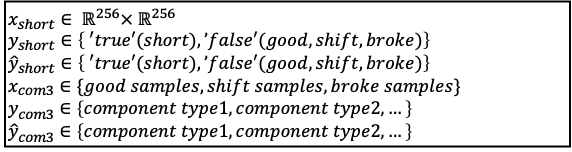 x_short ∈ ℝ^256 × ℝ^256
y_short ∈ { ′true′(short),′false′(good, shift, broke)}
ŷ_short ∈ { ′true′(short),′false′(good, shift, broke)}
x_com3 ∈ {good samples, shift samples, broke samples}
y_com3 ∈ {component type1, component type2, … }
ŷ_com3 ∈ {component type1, component type2, … }